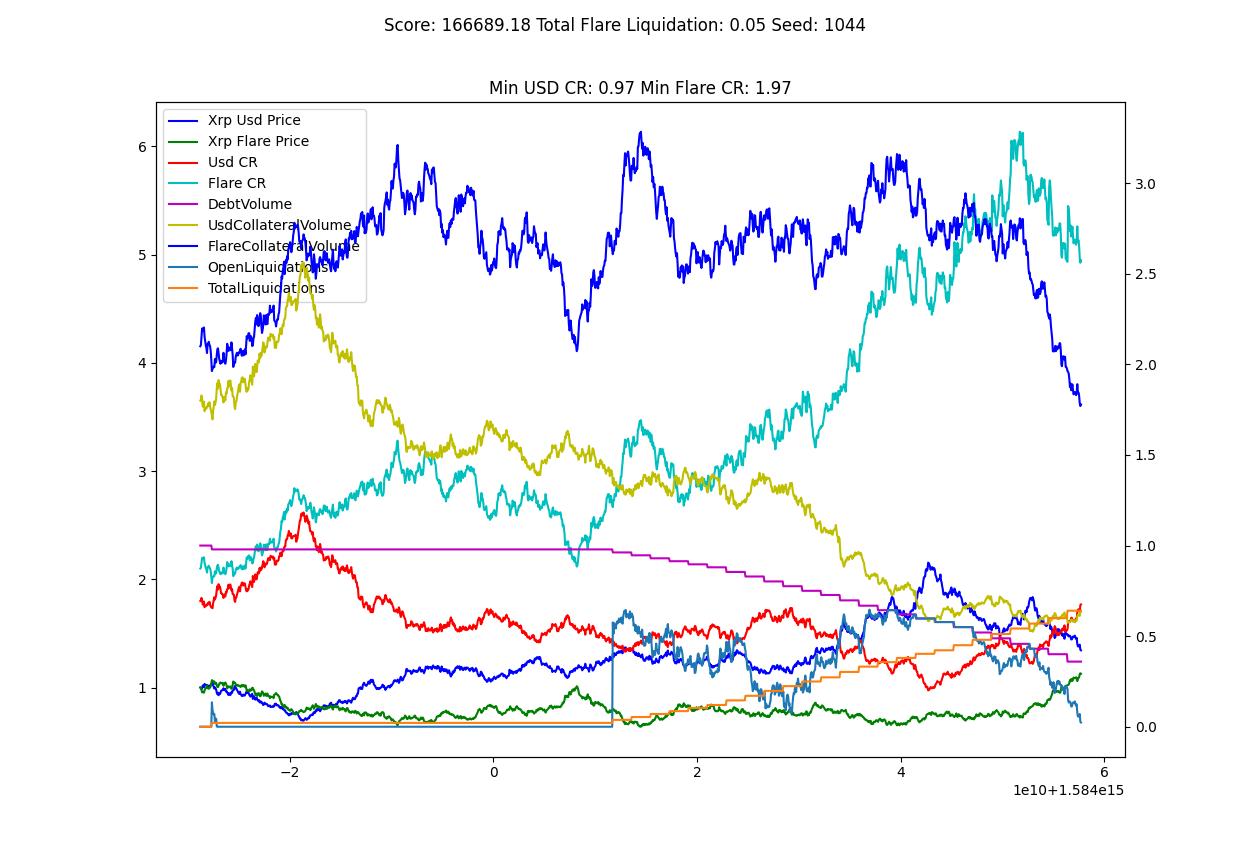 Score: 166689.18 Total Flare Liquidation: 0.05 Seed: 1044
Min USD CR: 0.97 Min Flare CR: 1.97
Xrp Usd Price
Xrp Flare Price
Usd CR
Flare CR
DebtVolume
UsdCollateralVolume
FlareCollateralVolume
OpenLiquidations
TotalLiquidations
6
5
4
3
2
1
3.0
2.5
2.0
1.5
1.0
0.5
0.0
−2
0
2
4
6
1e10+1.584e15